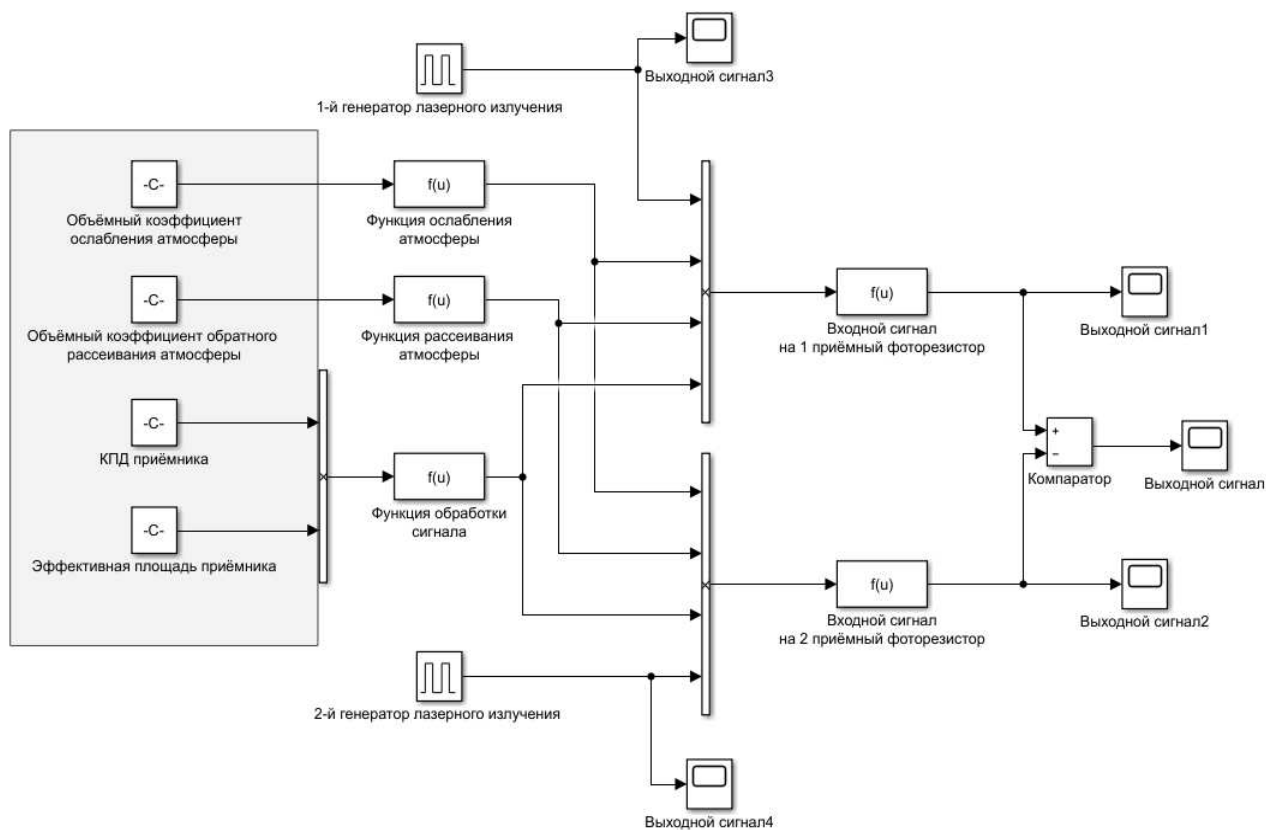 Выходной сигнал3
1-й генератор лазерного излучения
-C-
f(u)
Объёмный коэффициент
ослабления атмосферы
Функция ослабления
атмосферы
-C-
f(u)
Объёмный коэффициент обратного
рассеивания атмосферы
Функция рассеивания
атмосферы
f(u)
Входной сигнал
на 1 приёмный фоторезистор
Выходной сигнал1
-C-
КПД приёмника
f(u)
Функция обработки
сигнала
+
−
Компаратор
Выходной сигнал
-C-
Эффективная площадь приёмника
f(u)
Входной сигнал
на 2 приёмный фоторезистор
Выходной сигнал2
2-й генератор лазерного излучения
Выходной сигнал4